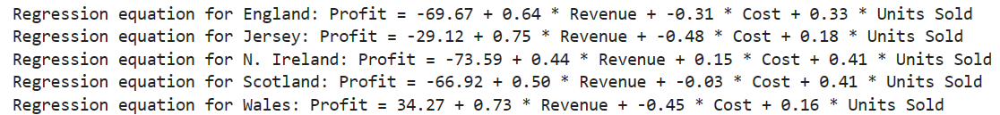 Regression equation for England: Profit = -69.67 + 0.64 * Revenue + -0.31 * Cost + 0.33 * Units Sold
Regression equation for Jersey: Profit = -29.12 + 0.75 * Revenue + -0.48 * Cost + 0.18 * Units Sold
Regression equation for N. Ireland: Profit = -73.59 + 0.44 * Revenue + 0.15 * Cost + 0.41 * Units Sold
Regression equation for Scotland: Profit = -66.92 + 0.50 * Revenue + -0.03 * Cost + 0.41 * Units Sold
Regression equation for Wales: Profit = 34.27 + 0.73 * Revenue + -0.45 * Cost + 0.16 * Units Sold